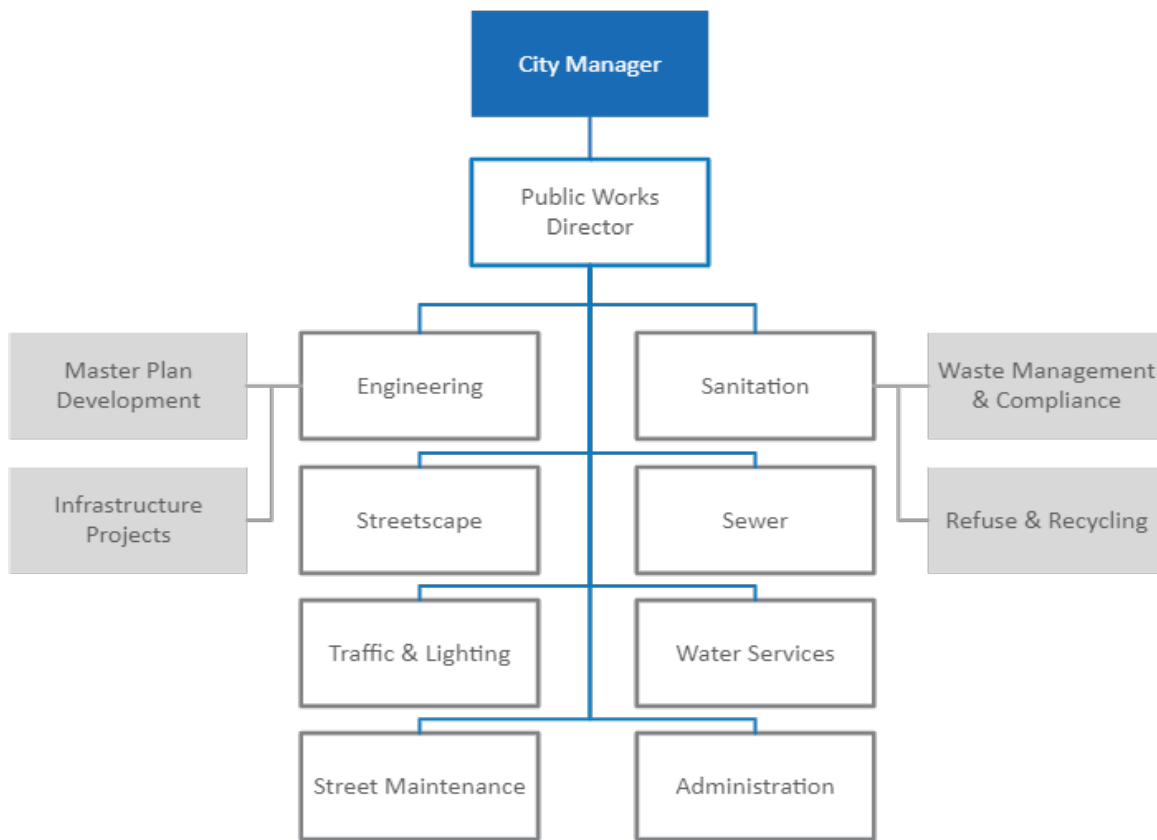 City Manager
Public Works
Director
Master Plan
Development
Engineering
Sanitation
Waste Management
& Compliance
Infrastructure
Projects
Streetscape
Sewer
Refuse & Recycling
Traffic & Lighting
Water Services
Street Maintenance
Administration